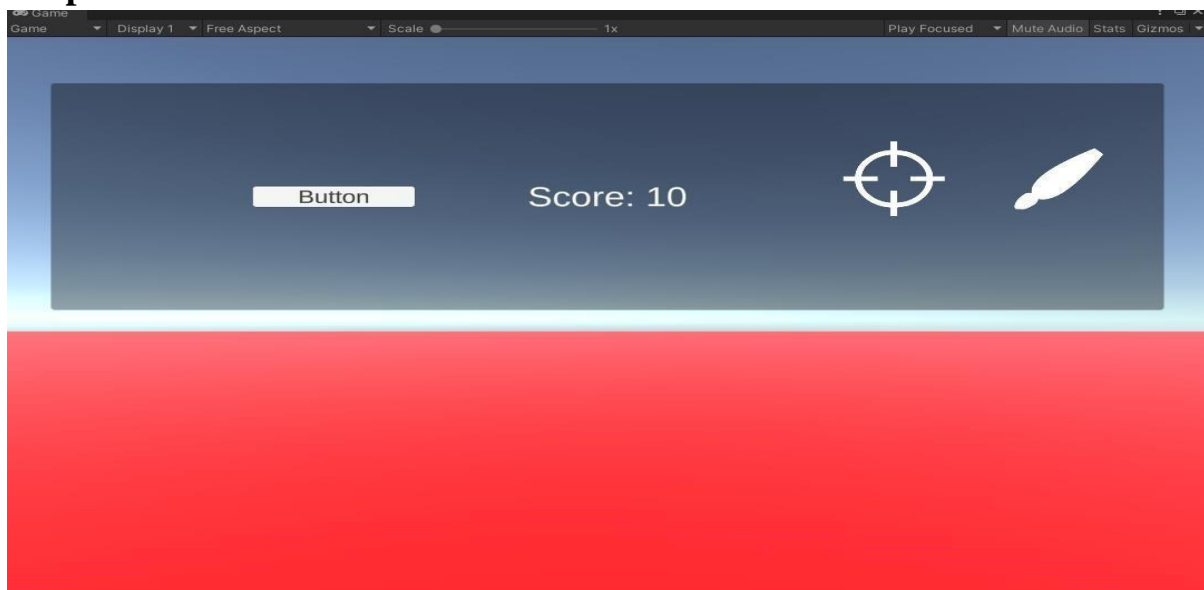 Game
Game Display 1 Free Aspect Scale 1x Play Focused Mute Audio Stats Gizmos
Button Score: 10